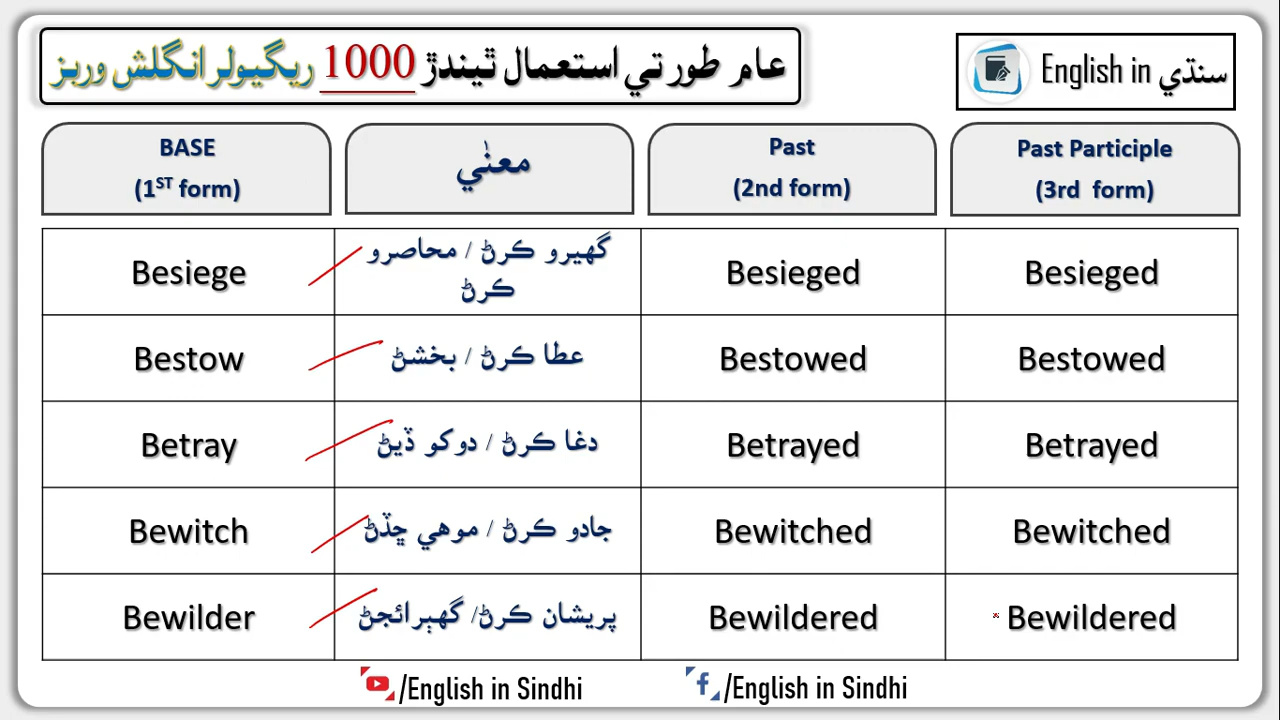 عام طور تي استعمال ٿيندڙ 1000 ريگيولر انگلش وربز
English in سنڌي
BASE
(1ST form)
معنيٰ
Past
(2nd form)
Past Participle
(3rd form)
Besiege
گهيرو ڪرڻ / محاصرو
ڪرڻ
Besieged
Besieged
Bestow
عطا ڪرڻ / بخشڻ
Bestowed
Bestowed
Betray
دغا ڪرڻ / دوکو ڏيڻ
Betrayed
Betrayed
Bewitch
جادو ڪرڻ / موهي ڇڏڻ
Bewitched
Bewitched
Bewilder
پريشان ڪرڻ/ گهٻرائجڻ
Bewildered
Bewildered
/English in Sindhi
/English in Sindhi